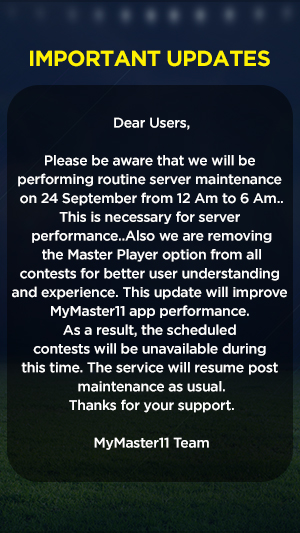 IMPORTANT UPDATES
Dear Users,
Please be aware that we will be
performing routine server maintenance
on 24 September from 12 Am to 6 Am..
This is necessary for server
performance..Also we are removing
the Master Player option from all
contests for better user understanding
and experience. This update will improve
MyMaster11 app performance.
As a result, the scheduled
contests will be unavailable during
this time. The service will resume post
maintenance as usual.
Thanks for your support.
MyMaster11 Team